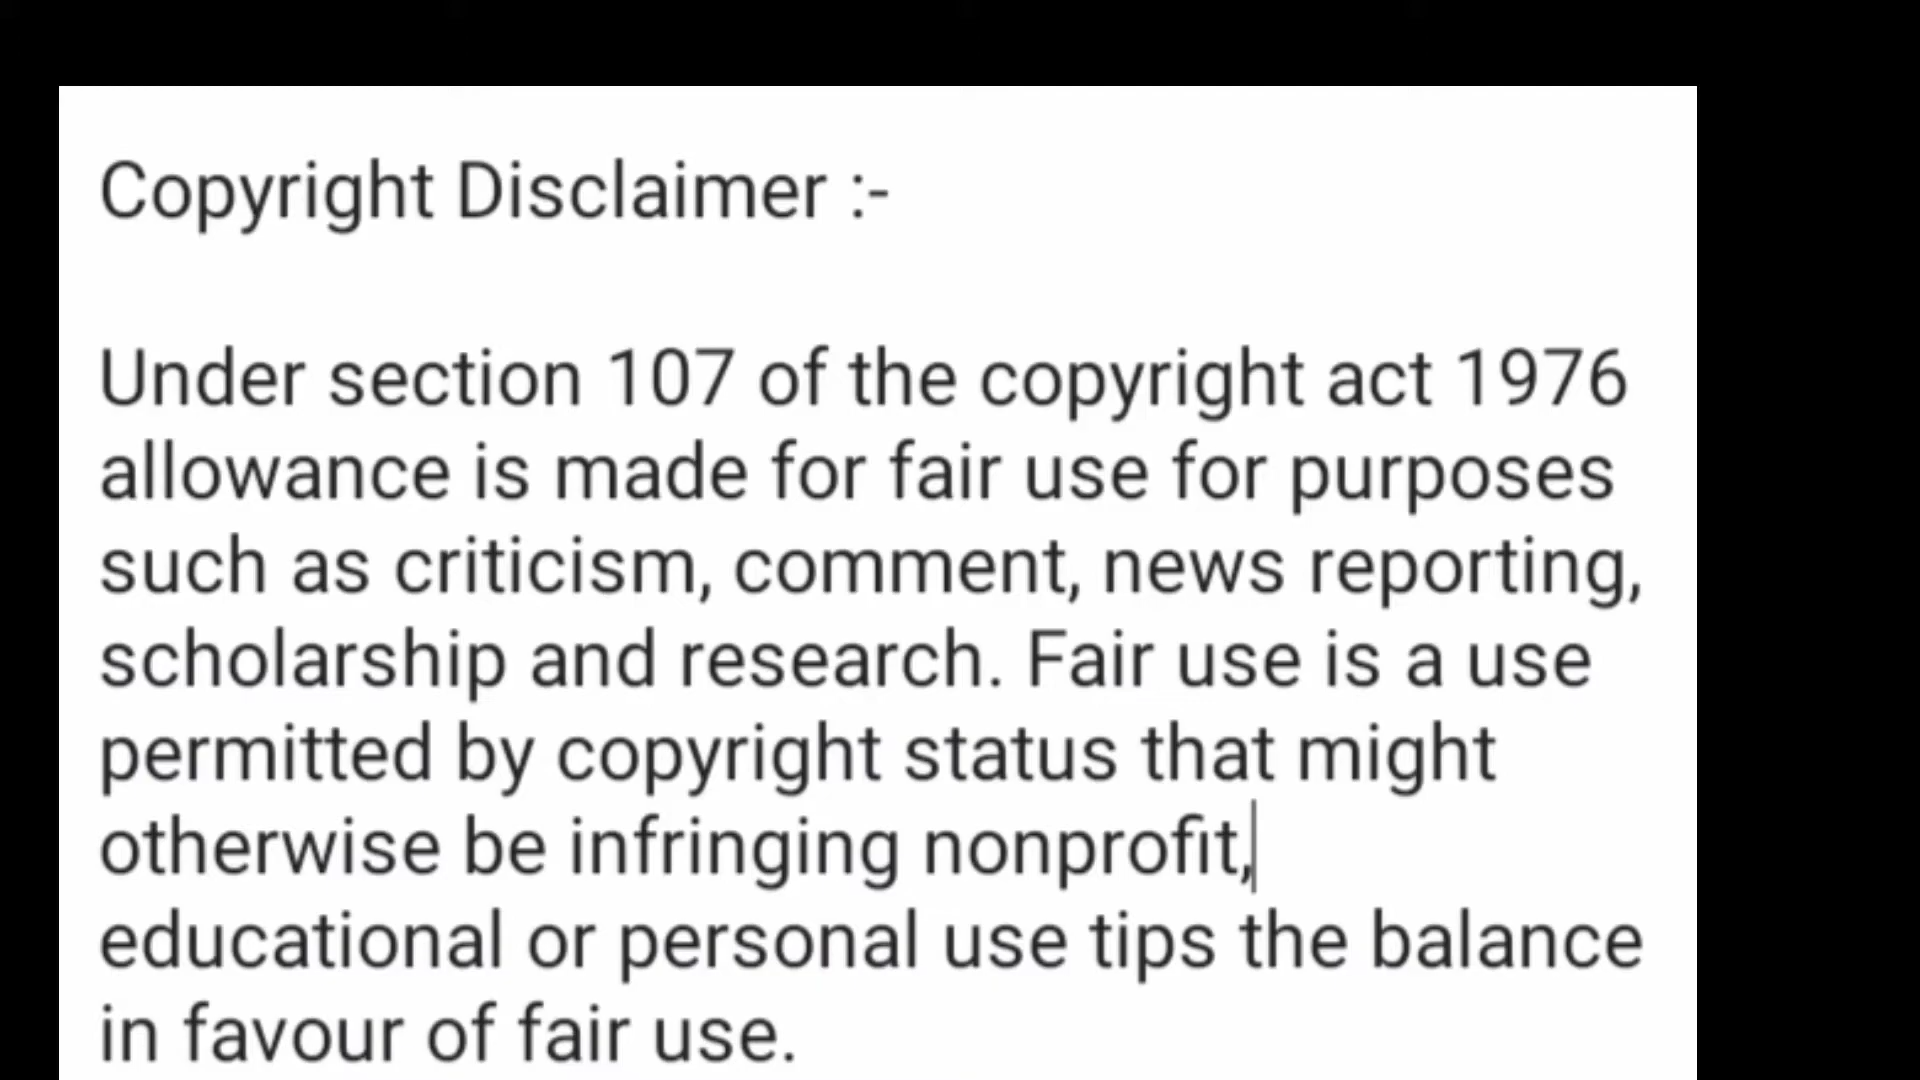 Copyright Disclaimer :-
Under section 107 of the copyright act 1976
allowance is made for fair use for purposes
such as criticism, comment, news reporting,
scholarship and research. Fair use is a use
permitted by copyright status that might
otherwise be infringing nonprofit,
educational or personal use tips the balance
in favour of fair use.